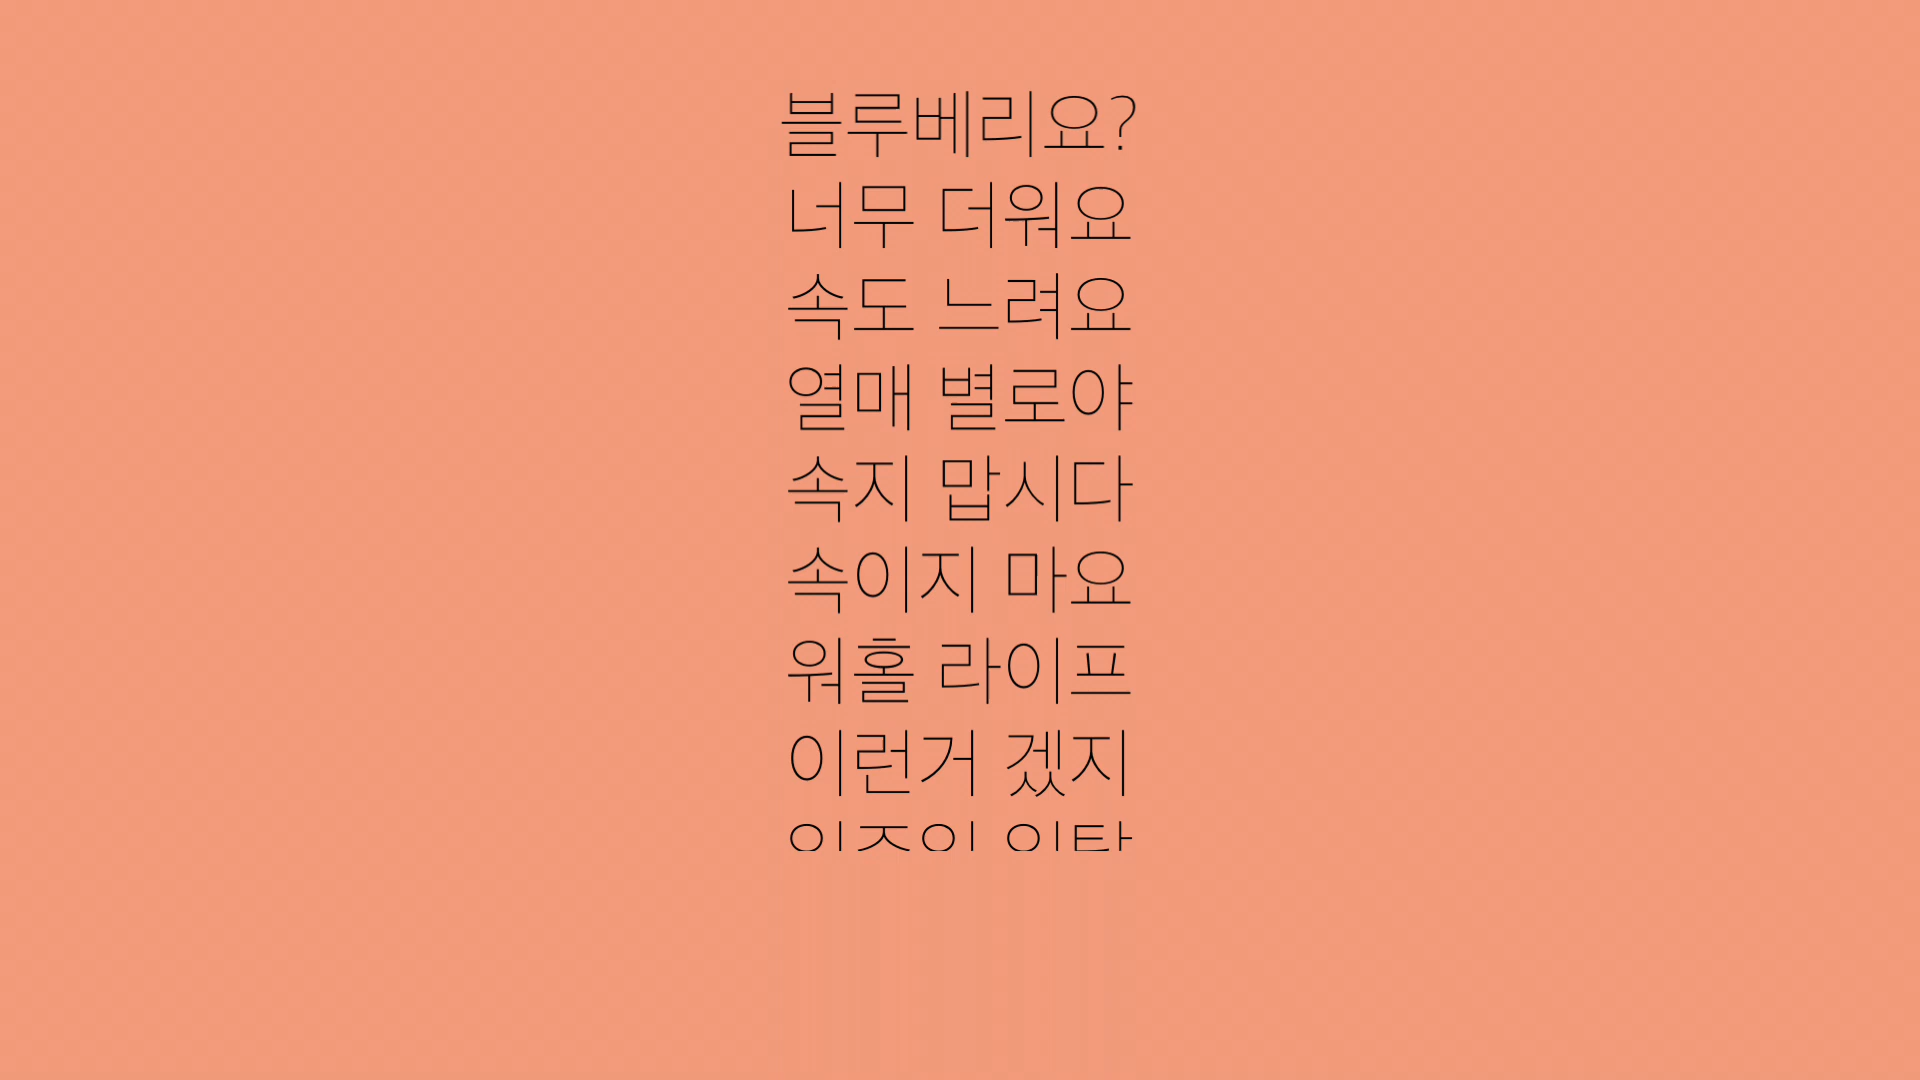 블루베리요?
너무 더워요
속도 느려요
열매 별로야
속지 맙시다
속이지 마요
워홀 라이프
이런거 겠지